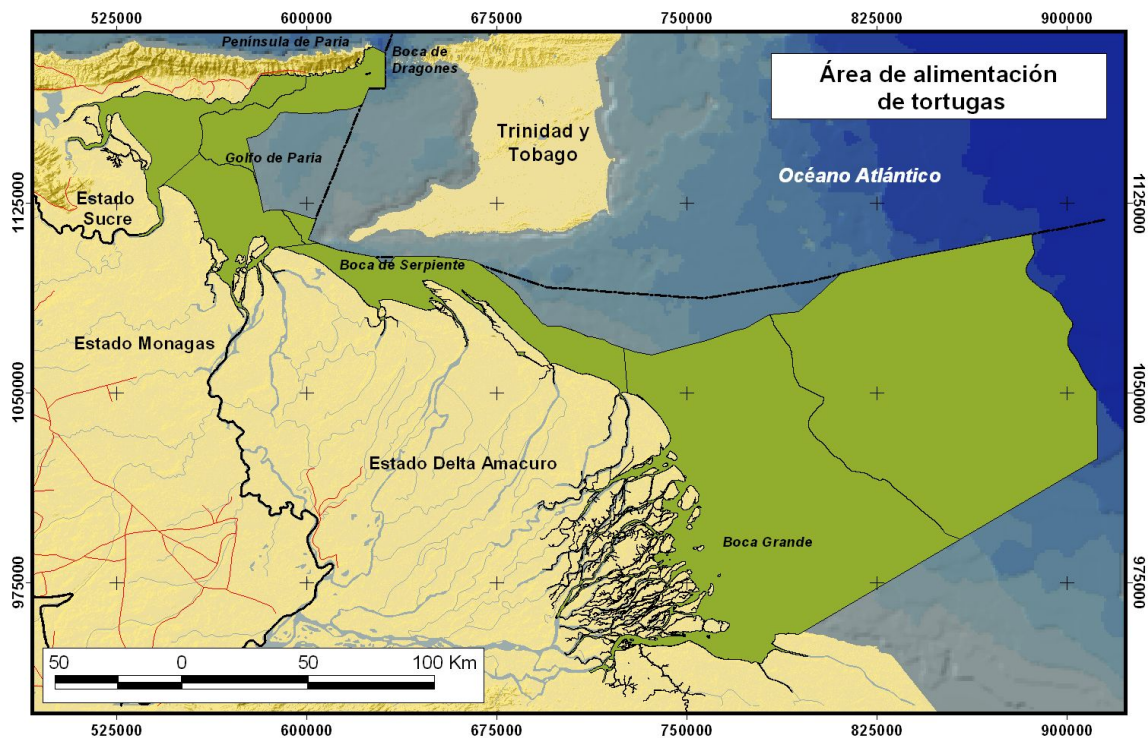 525000 600000 675000 750000 825000 900000
Península de Paria
Boca de
Dragones
Área de alimentación
de tortugas
Trinidad y
Tobago
Golfo de Paria
Océano Atlántico
Estado
Sucre
1125000
1125000
Boca de Serpiente
Estado Monagas
1050000
1050000
Estado Delta Amacuro
Boca Grande
975000
975000
50 0 50 100 Km
525000 600000 675000 750000 825000 900000